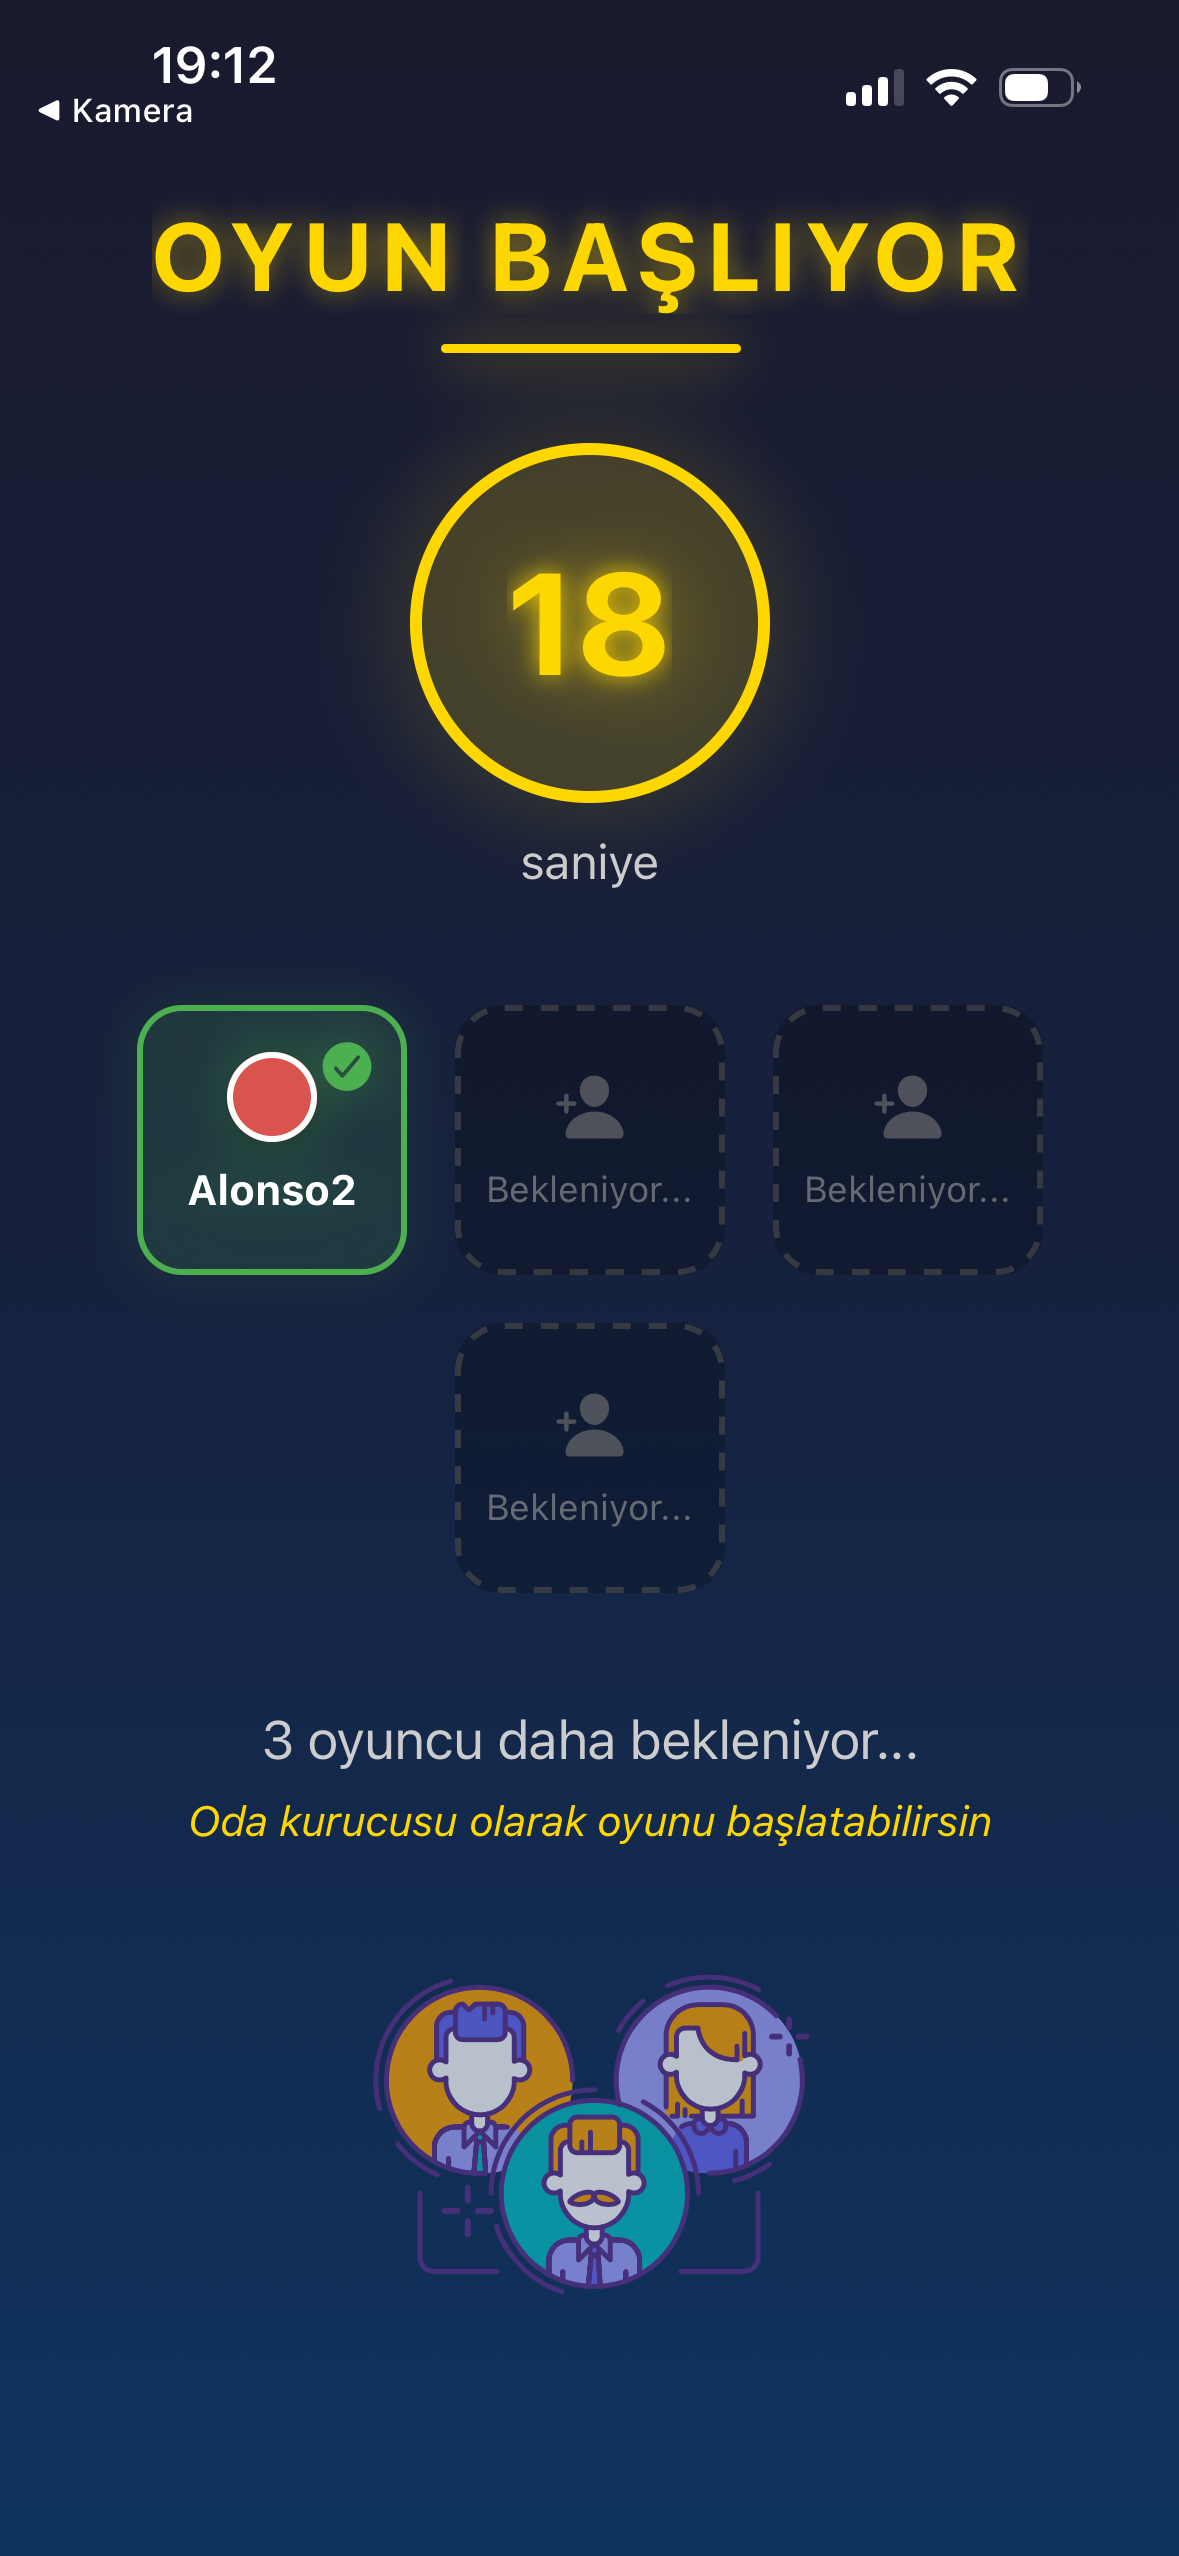 19:12
Kamera
OYUN BAŞLIYOR
18
saniye
Alonso2
Bekleniyor...
Bekleniyor...
Bekleniyor...
3 oyuncu daha bekleniyor...
Oda kurucusu olarak oyunu başlatabilirsin